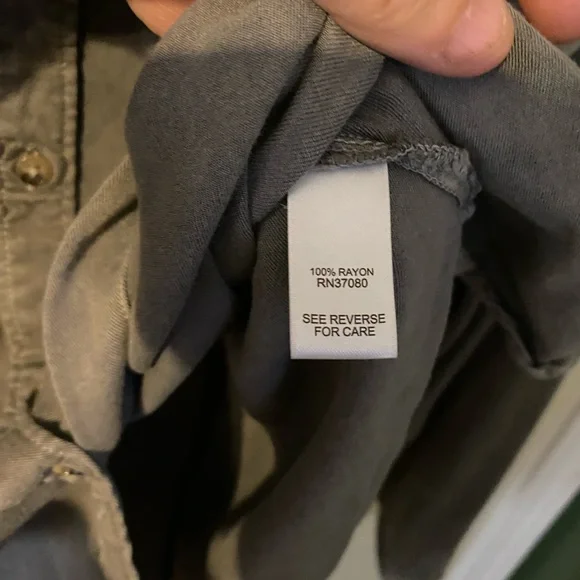 100% RAYON
RN37080
SEE REVERSE
FOR CARE